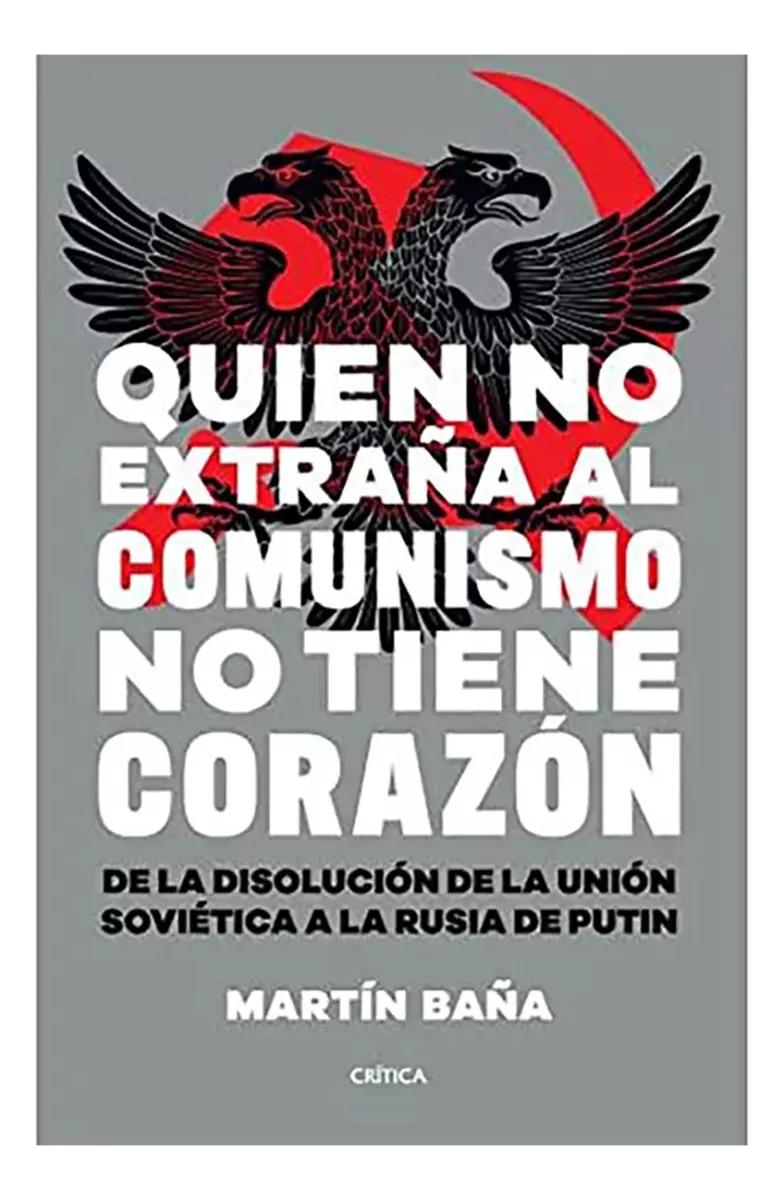 QUIEN NO
EXTRAÑA AL
COMUNISMO
NO TIENE
CORAZÓN
DE LA DISOLUCIÓN DE LA UNIÓN
SOVIÉTICA A LA RUSIA DE PUTIN
MARTÍN BAÑA
CRÍTICA